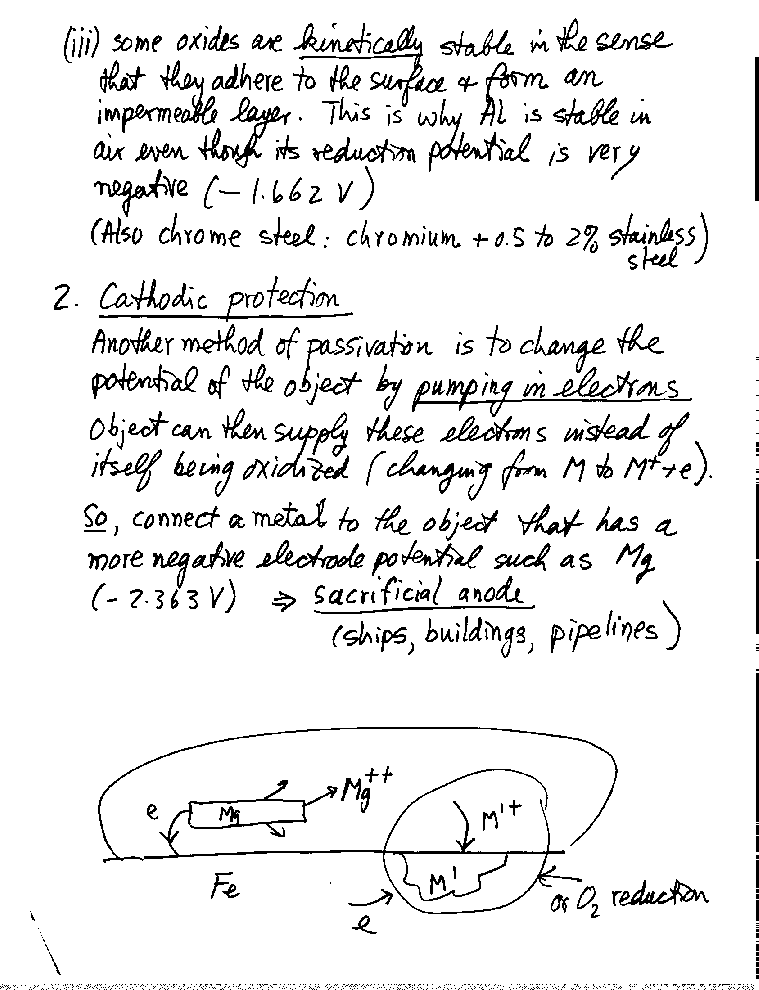 (iii) some oxides are kinetically stable in the sense
that they adhere to the surface & form an
impermeable layer. This is why Al is stable in
air even though its reduction potential is very
negative (-1.662 V)
(Also chrome steel: chromium + 0.5 to 2% stainless
steel)
2. Cathodic protection
Another method of passivation is to change the
potential of the object by pumping in electrons
Object can then supply these electrons instead of
itself being oxidized (changing from M to M⁺+e).
So, connect a metal to the object that has a
more negative electrode potential such as Mg
(-2.363 V) ⇒ sacrificial anode
(ships, buildings, pipelines)
e Mg Mg⁺⁺
M'⁺
Fe M'
e or O₂ reduction